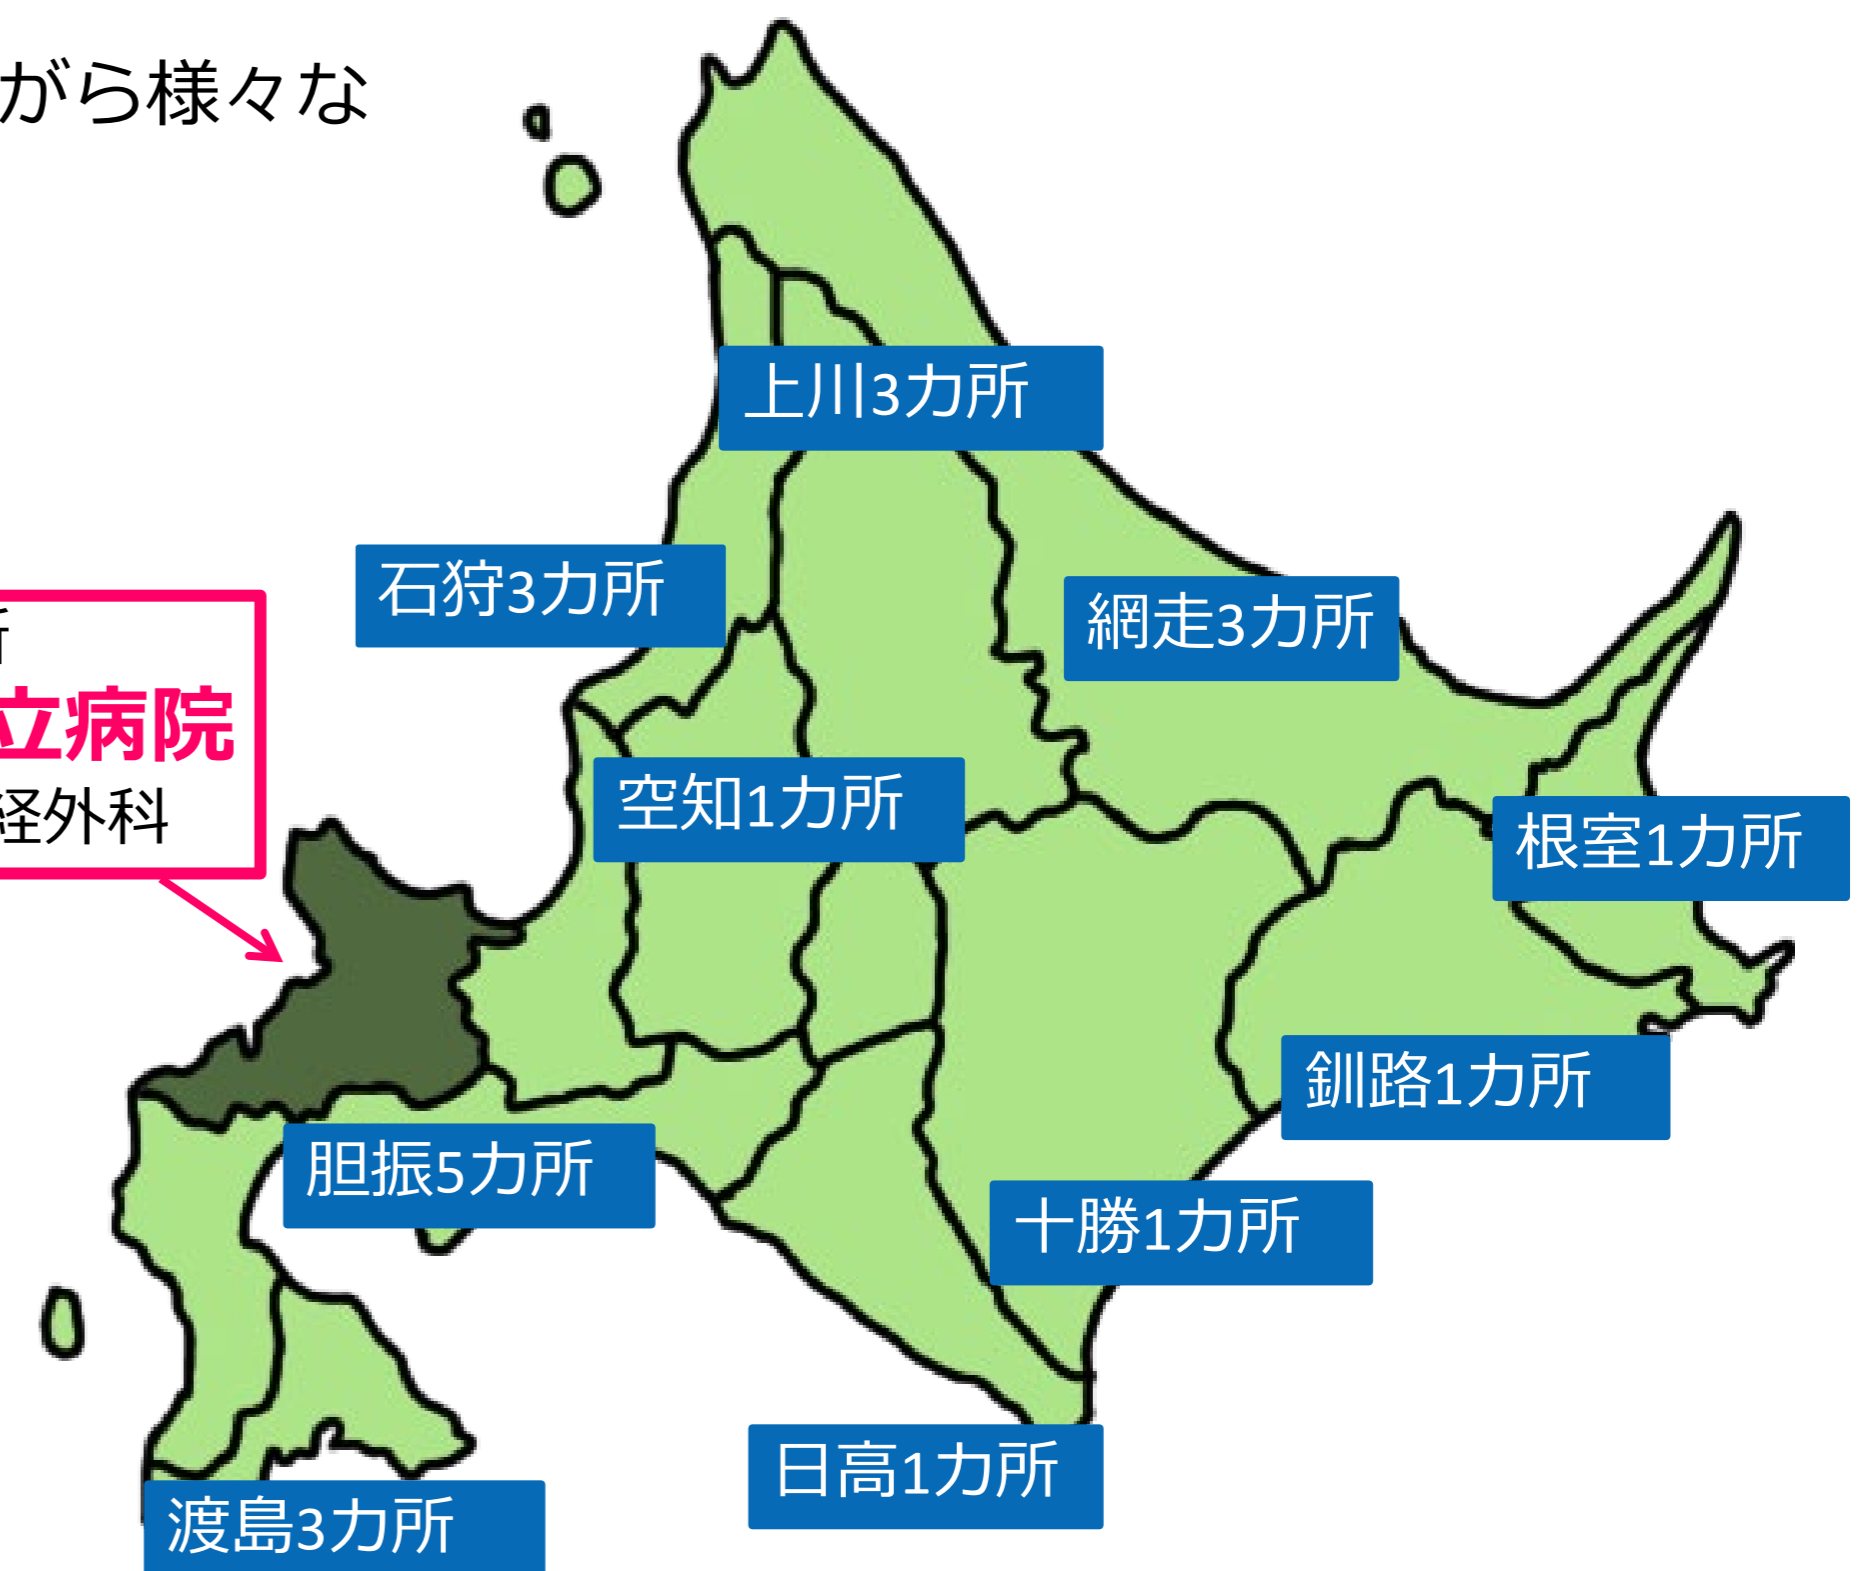 がら様々な
上川3カ所
石狩3カ所
網走3カ所
所
立病院
経外科
空知1カ所
根室1カ所
釧路1カ所
胆振5カ所
十勝1カ所
日高1カ所
渡島3カ所